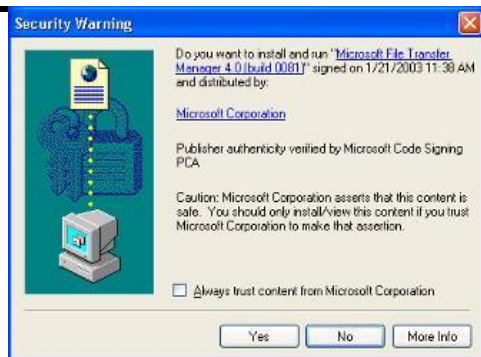 Security Warning
Do you want to install and run "Microsoft File Transfer
Manager 4.0 (build 0081)" signed on 1/21/2003 11:38 AM
and distributed by:
Microsoft Corporation
Publisher authenticity verified by Microsoft Code Signing
PCA
Caution: Microsoft Corporation asserts that this content is
safe. You should only install/view this content if you trust
Microsoft Corporation to make that assertion.
Always trust content from Microsoft Corporation
Yes
No
More Info